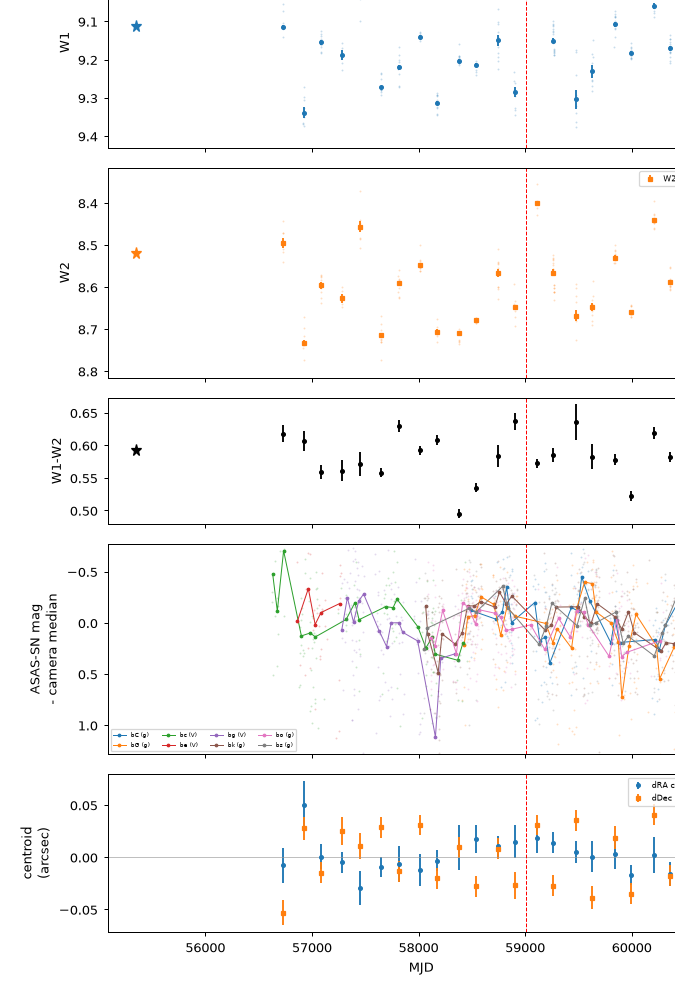 9.1
9.2
9.3
9.4
W1
8.4
8.5
8.6
8.7
8.8
W2
W2
0.65
0.60
0.55
0.50
W1-W2
−0.5
0.0
0.5
1.0
ASAS-SN mag
- camera median
bC (g)
bc (V)
bg (V)
bo (g)
bG (g)
be (V)
bk (g)
bs (g)
0.05
0.00
−0.05
centroid
(arcsec)
dRA c
dDec
56000
57000
58000
59000
60000
MJD